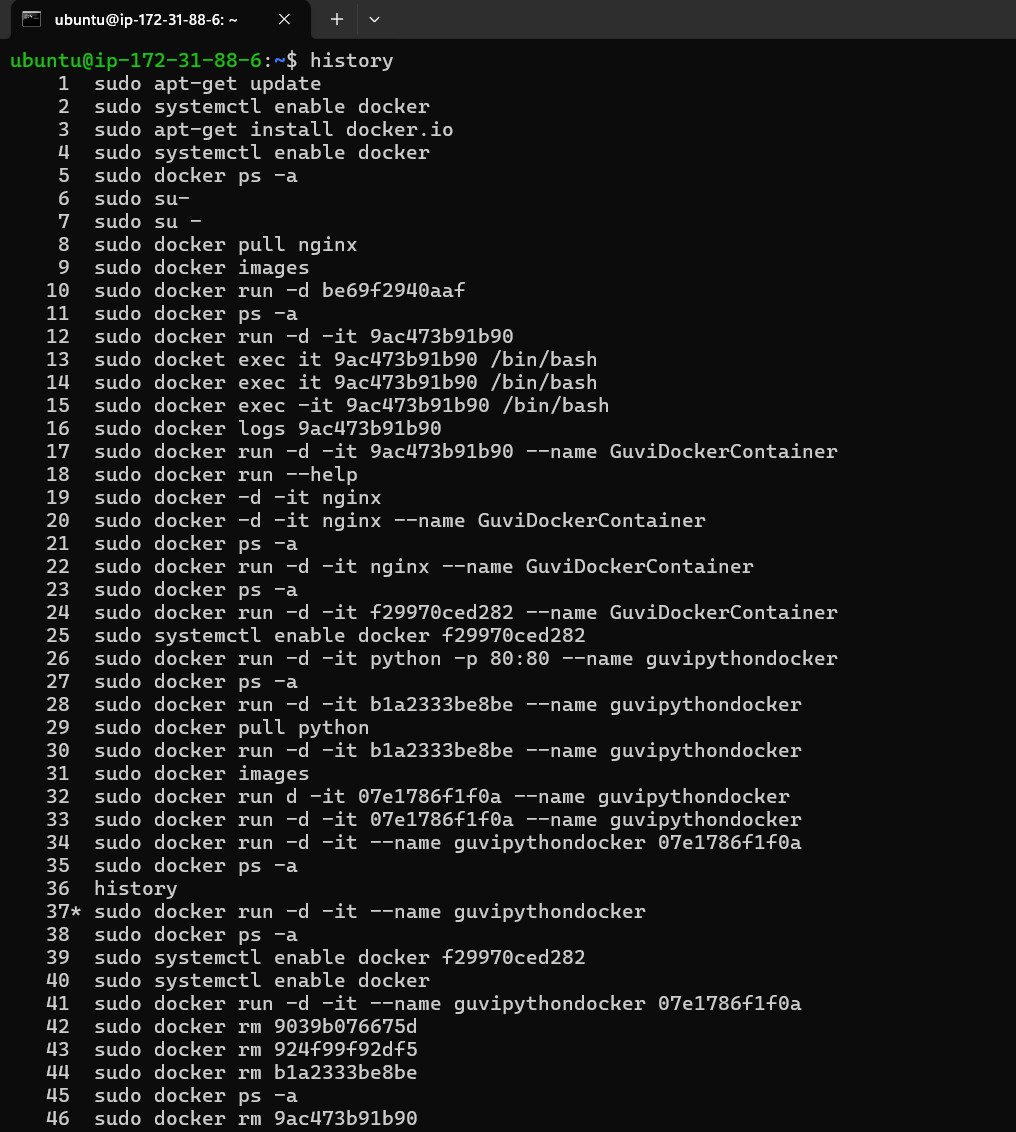 ubuntu@ip-172-31-88-6: ~
ubuntu@ip-172-31-88-6:~$ history
1 sudo apt-get update
2 sudo systemctl enable docker
3 sudo apt-get install docker.io
4 sudo systemctl enable docker
5 sudo docker ps -a
6 sudo su-
7 sudo su -
8 sudo docker pull nginx
9 sudo docker images
10 sudo docker run -d be69f2940aaf
11 sudo docker ps -a
12 sudo docker run -d -it 9ac473b91b90
13 sudo docket exec it 9ac473b91b90 /bin/bash
14 sudo docker exec it 9ac473b91b90 /bin/bash
15 sudo docker exec -it 9ac473b91b90 /bin/bash
16 sudo docker logs 9ac473b91b90
17 sudo docker run -d -it 9ac473b91b90 --name GuviDockerContainer
18 sudo docker run --help
19 sudo docker -d -it nginx
20 sudo docker -d -it nginx --name GuviDockerContainer
21 sudo docker ps -a
22 sudo docker run -d -it nginx --name GuviDockerContainer
23 sudo docker ps -a
24 sudo docker run -d -it f29970ced282 --name GuviDockerContainer
25 sudo systemctl enable docker f29970ced282
26 sudo docker run -d -it python -p 80:80 --name guvipythondocker
27 sudo docker ps -a
28 sudo docker run -d -it b1a2333be8be --name guvipythondocker
29 sudo docker pull python
30 sudo docker run -d -it b1a2333be8be --name guvipythondocker
31 sudo docker images
32 sudo docker run d -it 07e1786f1f0a --name guvipythondocker
33 sudo docker run -d -it 07e1786f1f0a --name guvipythondocker
34 sudo docker run -d -it --name guvipythondocker 07e1786f1f0a
35 sudo docker ps -a
36 history
37* sudo docker run -d -it --name guvipythondocker
38 sudo docker ps -a
39 sudo systemctl enable docker f29970ced282
40 sudo systemctl enable docker
41 sudo docker run -d -it --name guvipythondocker 07e1786f1f0a
42 sudo docker rm 9039b076675d
43 sudo docker rm 924f99f92df5
44 sudo docker rm b1a2333be8be
45 sudo docker ps -a
46 sudo docker rm 9ac473b91b90